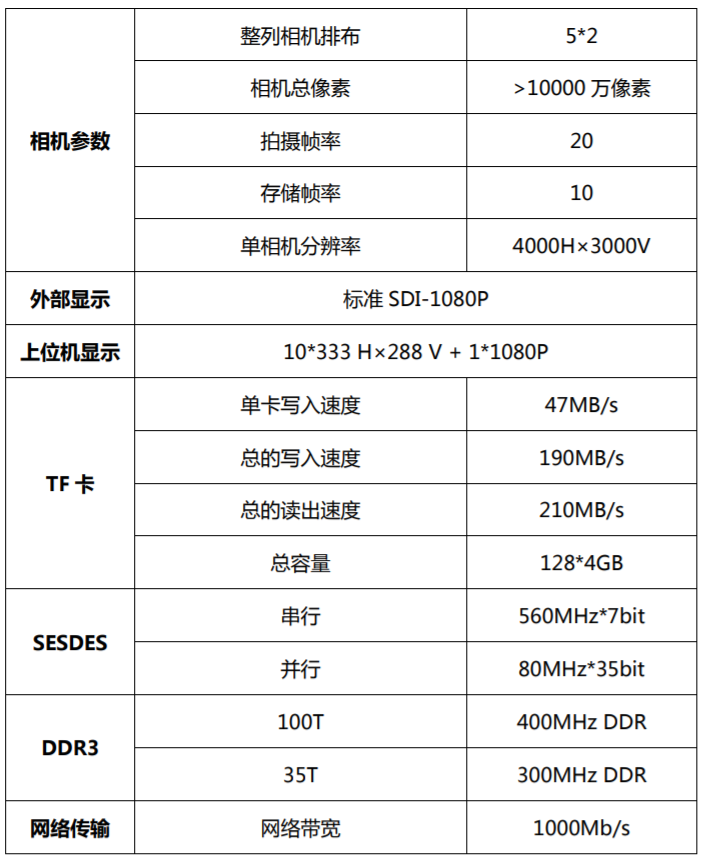 相机参数
整列相机排布 5*2
相机总像素 >10000 万像素
拍摄帧率 20
存储帧率 10
单相机分辨率 4000H×3000V
外部显示 标准 SDI-1080P
上位机显示 10*333 H×288 V + 1*1080P
TF 卡
单卡写入速度 47MB/s
总的写入速度 190MB/s
总的读出速度 210MB/s
总容量 128*4GB
SESDES
串行 560MHz*7bit
并行 80MHz*35bit
DDR3
100T 400MHz DDR
35T 300MHz DDR
网络传输 网络带宽 1000Mb/s